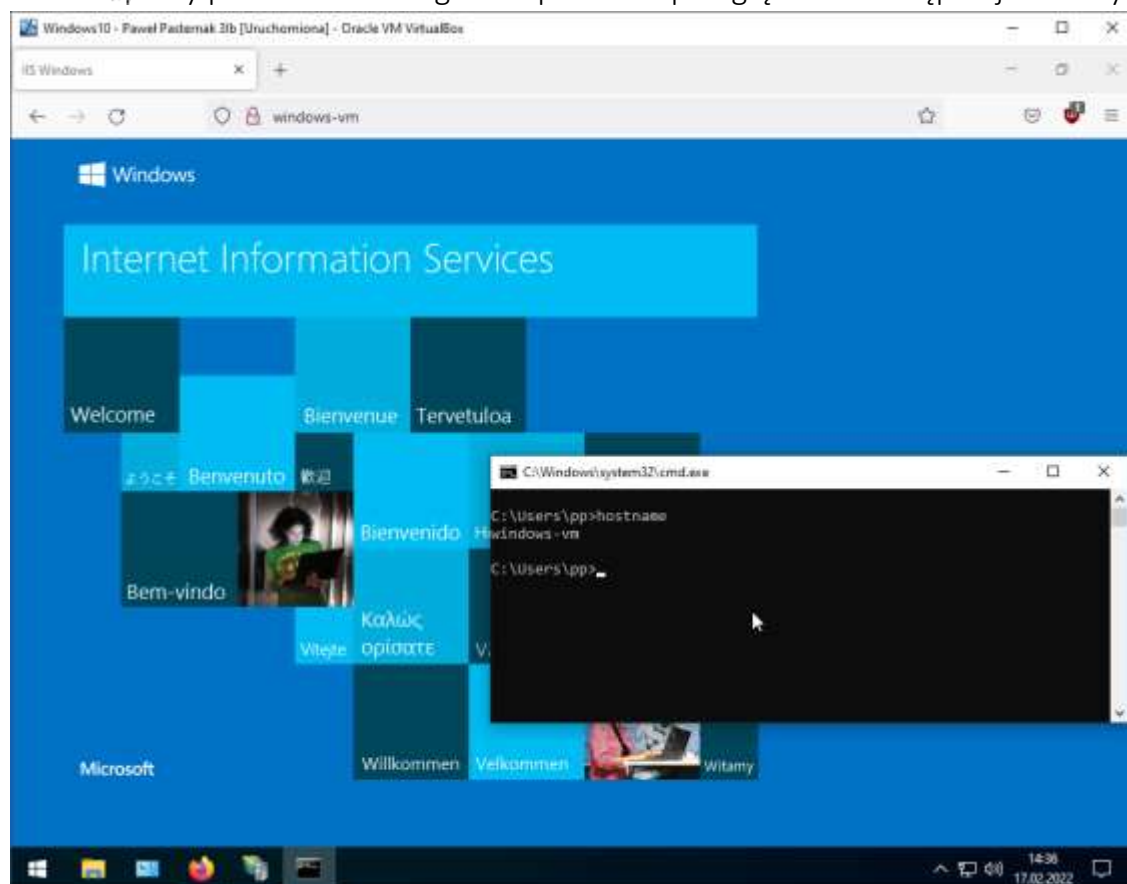 Windows10 - Paweł Pasternak 3Ib [Uruchomiona] - Oracle VM VirtualBox
IIS Windows
windows-vm
Windows
Internet Information Services
Welcome
Bienvenue
Tervetuloa
ようこそ
Benvenuto
歡迎
Bienvenido
Bem-vindo
Vítejte
Καλώς
ορίσατε
Willkommen
Velkommen
Witamy
Microsoft
C:\Windows\system32\cmd.exe
C:\Users\pp>hostname
windows-vm
C:\Users\pp>
14:36
17.02.2022